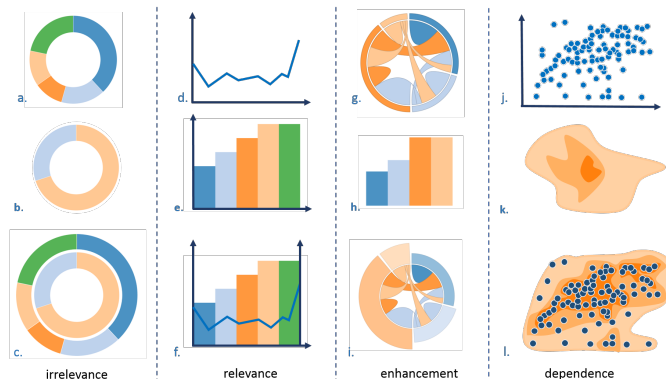 a.
b.
c.
irrelevance
d.
e.
f.
relevance
g.
h.
i.
enhancement
j.
k.
l.
dependence